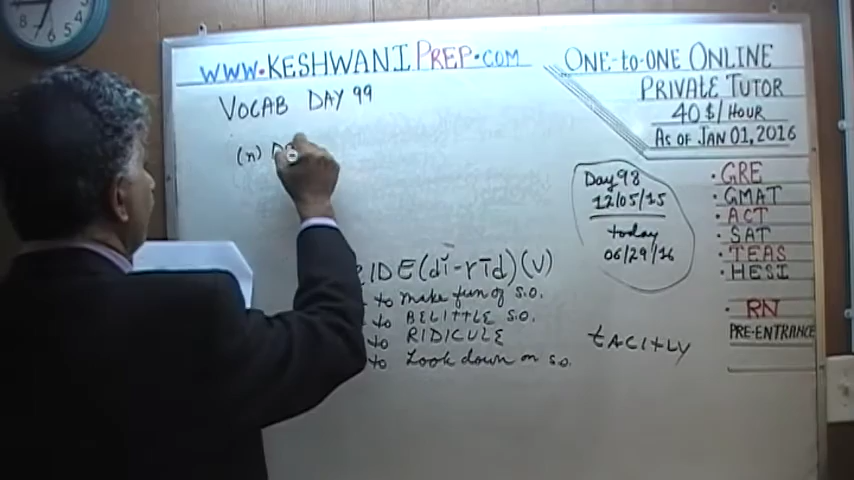 WWW.KESHWANIPREP.COM
VOCAB DAY 99
(n)
RIDE (dĭ-rīd) (V)
to make fun of s.o.
to BELITTLE s.o.
to RIDICULE
to Look down on s.o.
tACITLY
ONE-to-ONE ONLINE
PRIVATE TUTOR
40$/HOUR
AS OF JAN 01, 2016
Day 98
12/05/15
today
06/29/16
• GRE
• GMAT
• ACT
• SAT
• TEAS
• HESI
• RN
PRE-ENTRANCE